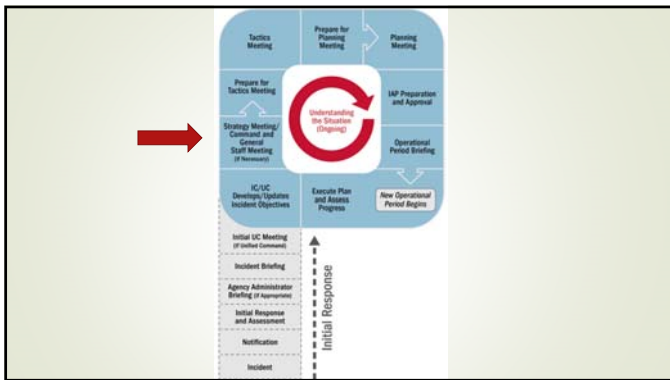 Tactics
Meeting
Prepare for
Planning
Meeting
Planning
Meeting
Prepare for
Tactics Meeting
IAP Preparation
and Approval
Understanding
the Situation
(Ongoing)
Strategy Meeting/
Command and
General
Staff Meeting
(If Necessary)
Operational
Period Briefing
IC/UC
Develops/Updates
Incident Objectives
Execute Plan
and Assess
Progress
New Operational
Period Begins
Initial UC Meeting
(If Unified Command)
Incident Briefing
Agency Administrator
Briefing (If Appropriate)
Initial Response
and Assessment
Notification
Incident
Initial Response